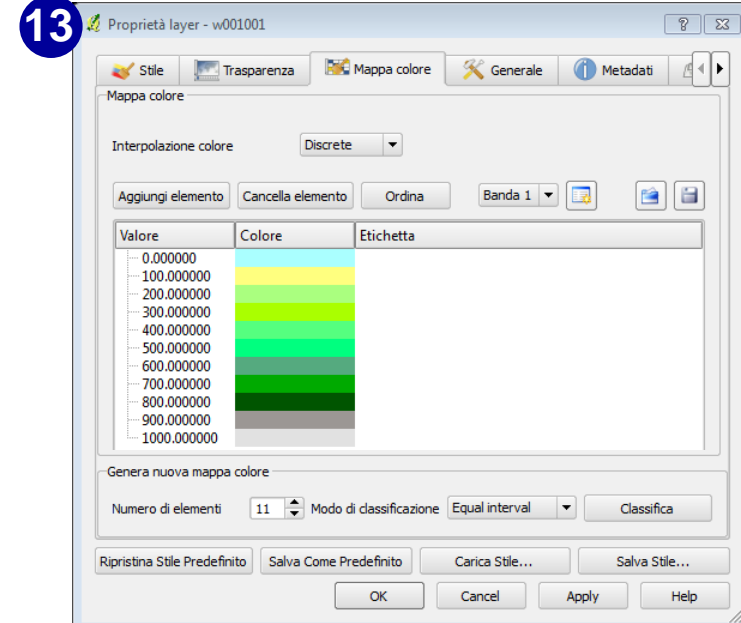 13
Proprietà layer - w001001
Stile Trasparenza Mappa colore Generale Metadati
Mappa colore
Interpolazione colore Discrete
Aggiungi elemento Cancella elemento Ordina Banda 1
Valore Colore Etichetta
0.000000
100.000000
200.000000
300.000000
400.000000
500.000000
600.000000
700.000000
800.000000
900.000000
1000.000000
Genera nuova mappa colore
Numero di elementi 11 Modo di classificazione Equal interval Classifica
Ripristina Stile Predefinito Salva Come Predefinito Carica Stile... Salva Stile...
OK Cancel Apply Help